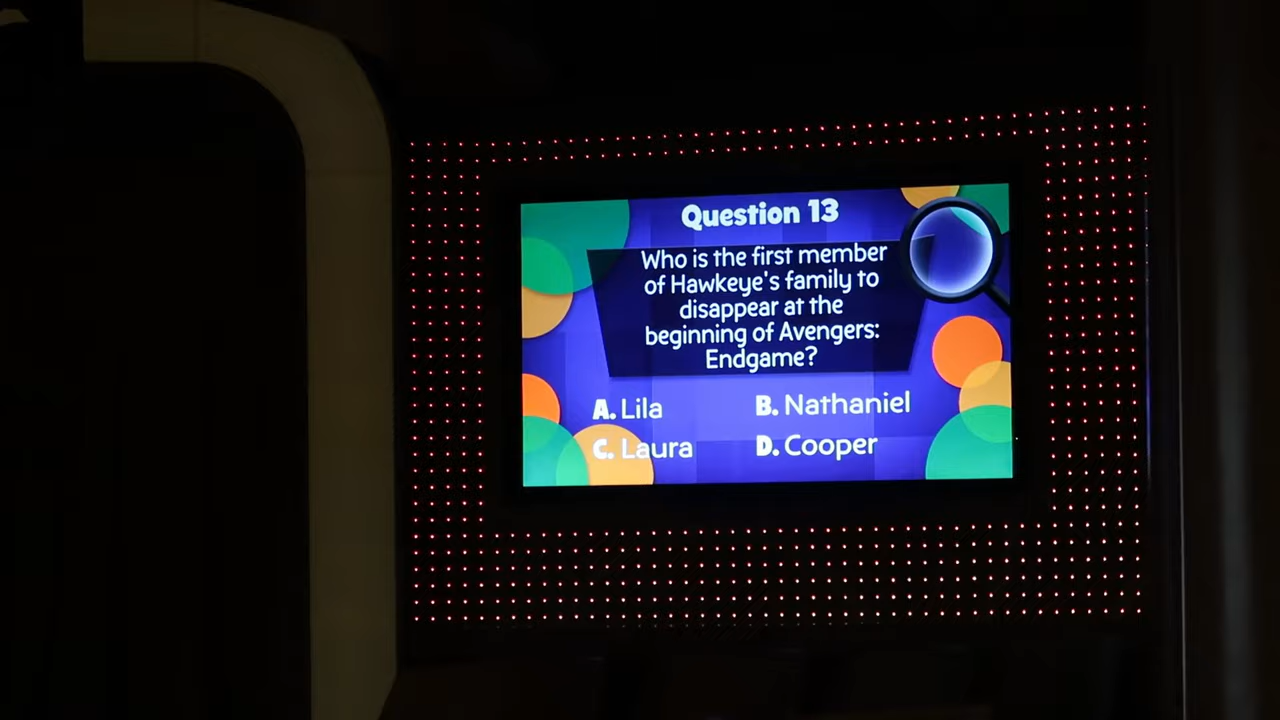 Question 13
Who is the first member
of Hawkeye's family to
disappear at the
beginning of Avengers:
Endgame?
A. Lila
B. Nathaniel
C. Laura
D. Cooper